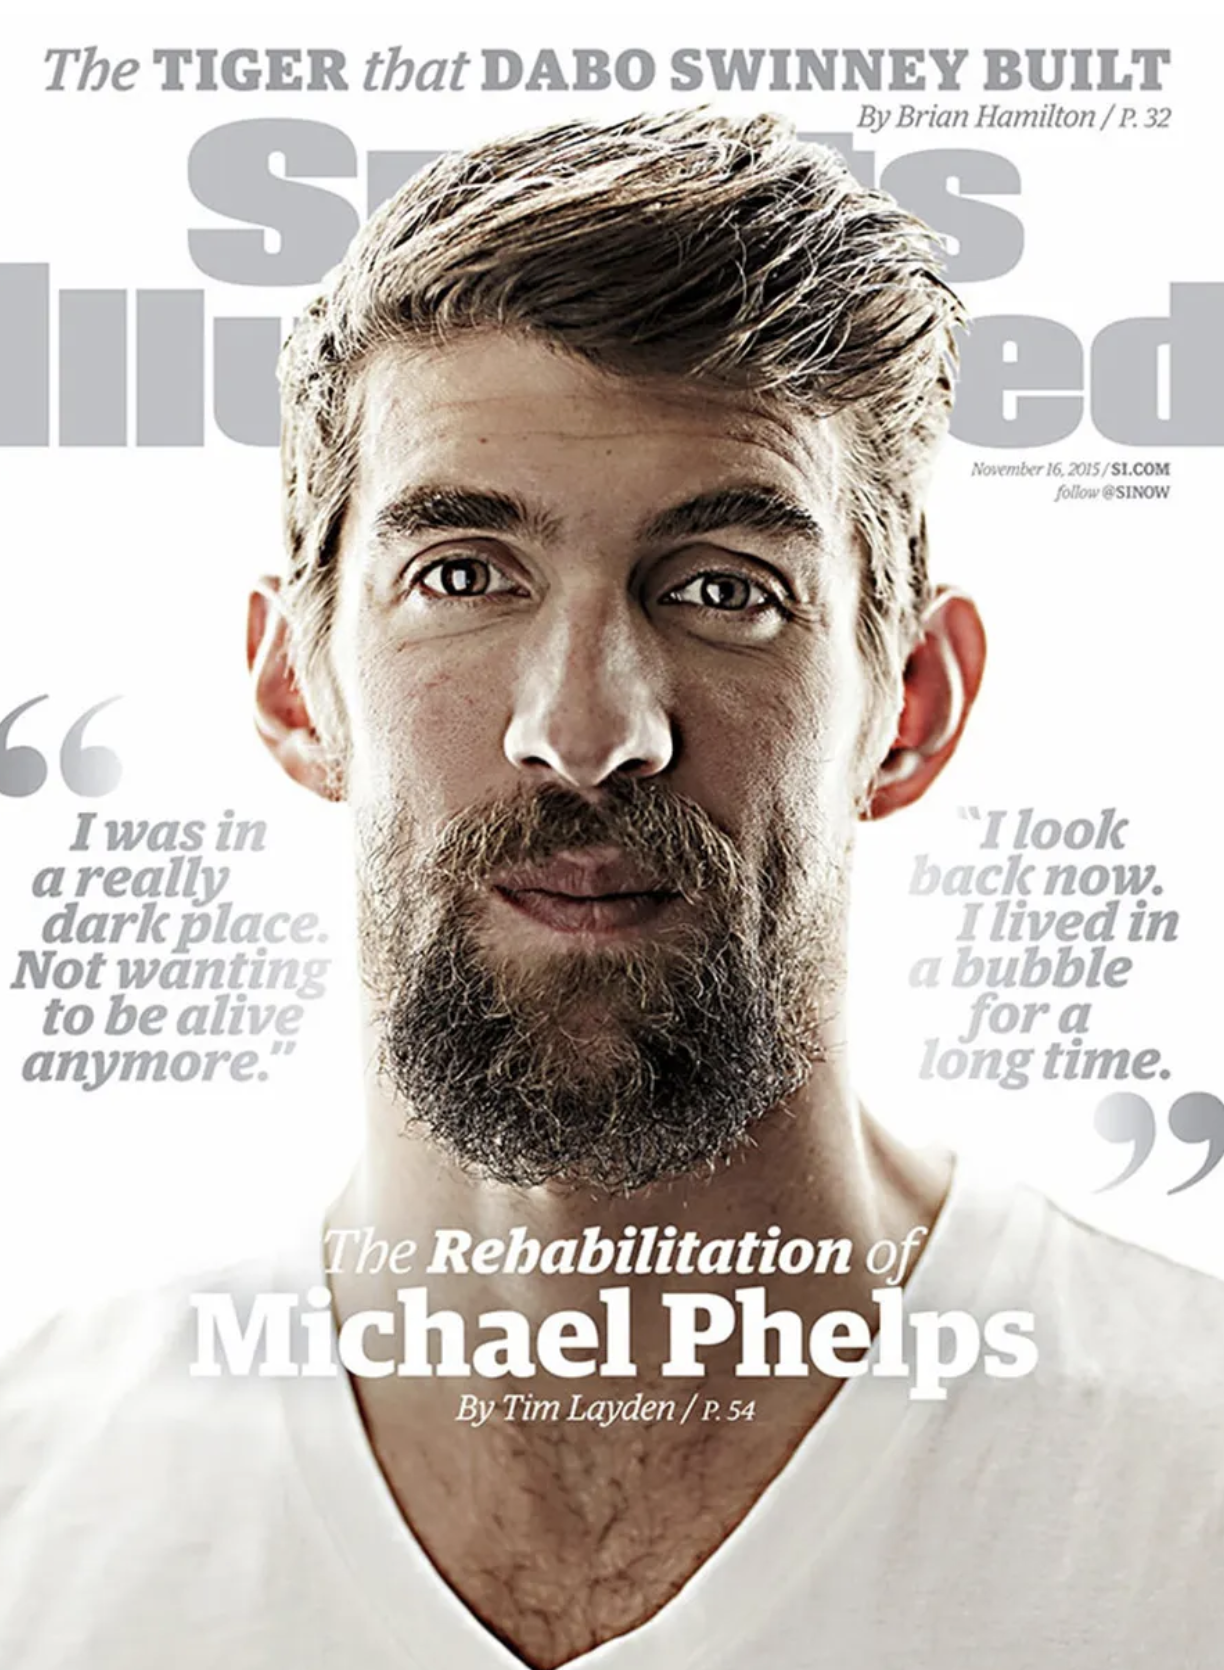 The TIGER that DABO SWINNEY BUILT
By Brian Hamilton / P. 32
Sports
Illustrated
November 16, 2015 / SI.COM
follow @SINOW
“
I was in
a really
dark place.
Not wanting
to be alive
anymore.”
“I look
back now.
I lived in
a bubble
for a
long time.
”
The Rehabilitation of
Michael Phelps
By Tim Layden / P. 54